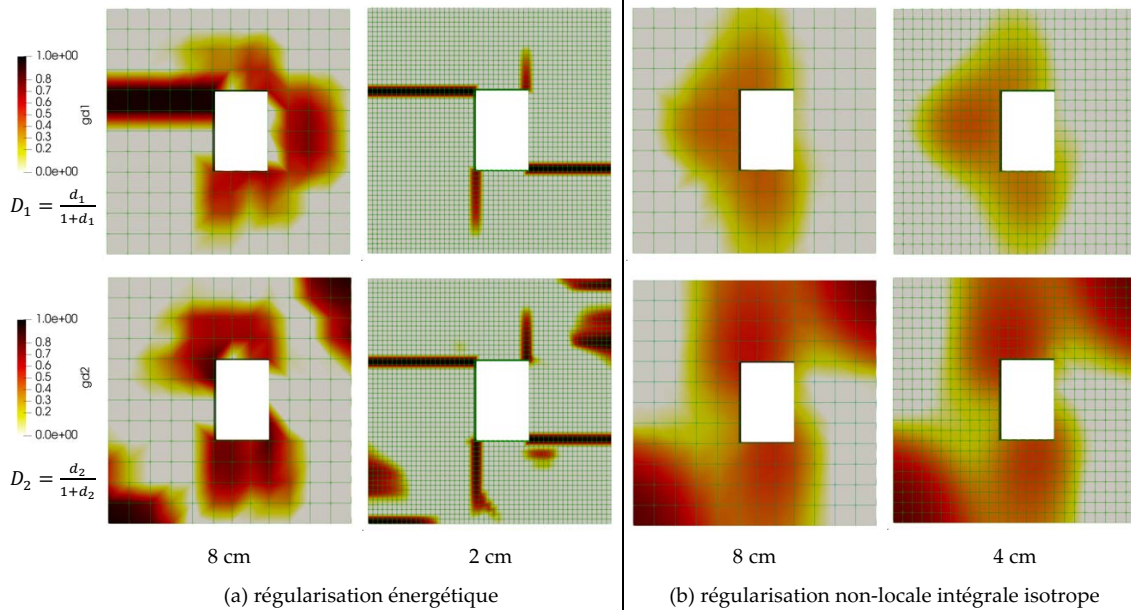 1.0e+00
0.8
0.7
0.6
0.5
0.4
0.3
0.2
0.0e+00
gd1
D₁ = d₁/(1+d₁)
1.0e+00
0.8
0.7
0.6
0.5
0.4
0.3
0.2
0.0e+00
gd2
D₂ = d₂/(1+d₂)
8 cm 2 cm 8 cm 4 cm
(a) régularisation énergétique (b) régularisation non-locale intégrale isotrope